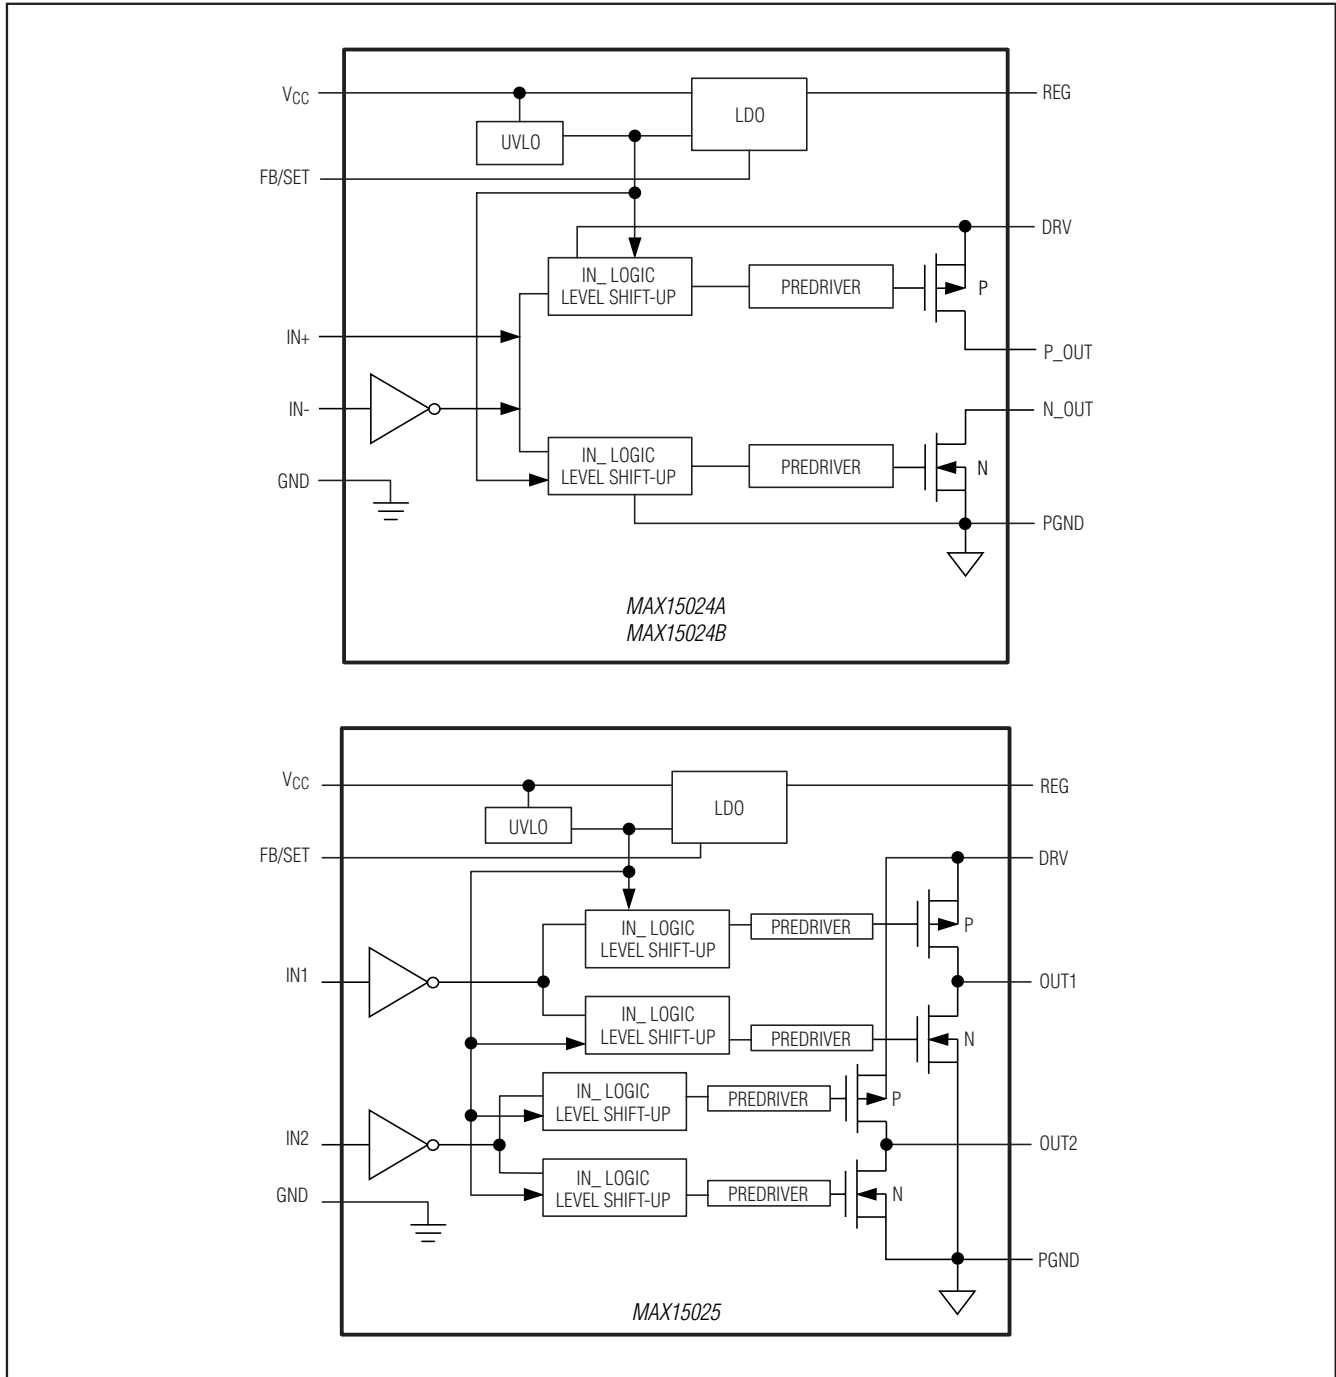 VCC
REG
LDO
UVLO
FB/SET
DRV
IN_ LOGIC
LEVEL SHIFT-UP
PREDRIVER
P
IN+
P_OUT
IN-
N_OUT
IN_ LOGIC
LEVEL SHIFT-UP
PREDRIVER
N
GND
PGND
MAX15024A
MAX15024B
VCC
REG
LDO
UVLO
FB/SET
DRV
IN_ LOGIC
LEVEL SHIFT-UP
PREDRIVER
P
IN1
OUT1
IN_ LOGIC
LEVEL SHIFT-UP
PREDRIVER
N
IN_ LOGIC
LEVEL SHIFT-UP
PREDRIVER
P
IN2
OUT2
IN_ LOGIC
LEVEL SHIFT-UP
PREDRIVER
N
GND
PGND
MAX15025